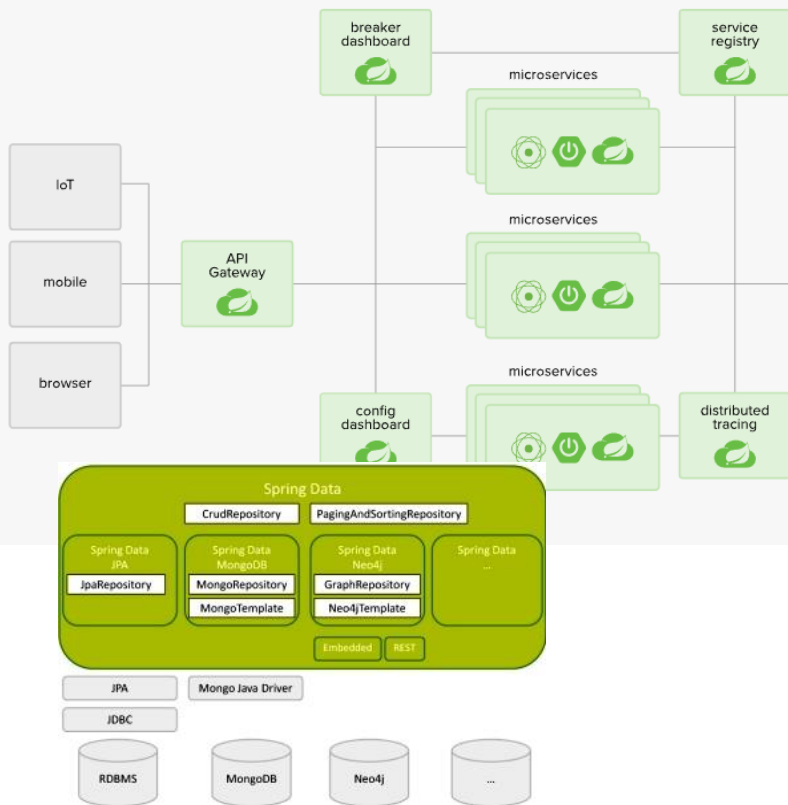 breaker
dashboard
service
registry
microservices
IoT
mobile
browser
API
Gateway
microservices
microservices
config
dashboard
distributed
tracing
Spring Data
CrudRepository
PagingAndSortingRepository
Spring Data
JPA
JpaRepository
Spring Data
MongoDB
MongoRepository
MongoTemplate
Spring Data
Neo4j
GraphRepository
Neo4jTemplate
Spring Data
...
Embedded
REST
JPA
Mongo Java Driver
JDBC
RDBMS
MongoDB
Neo4j
...